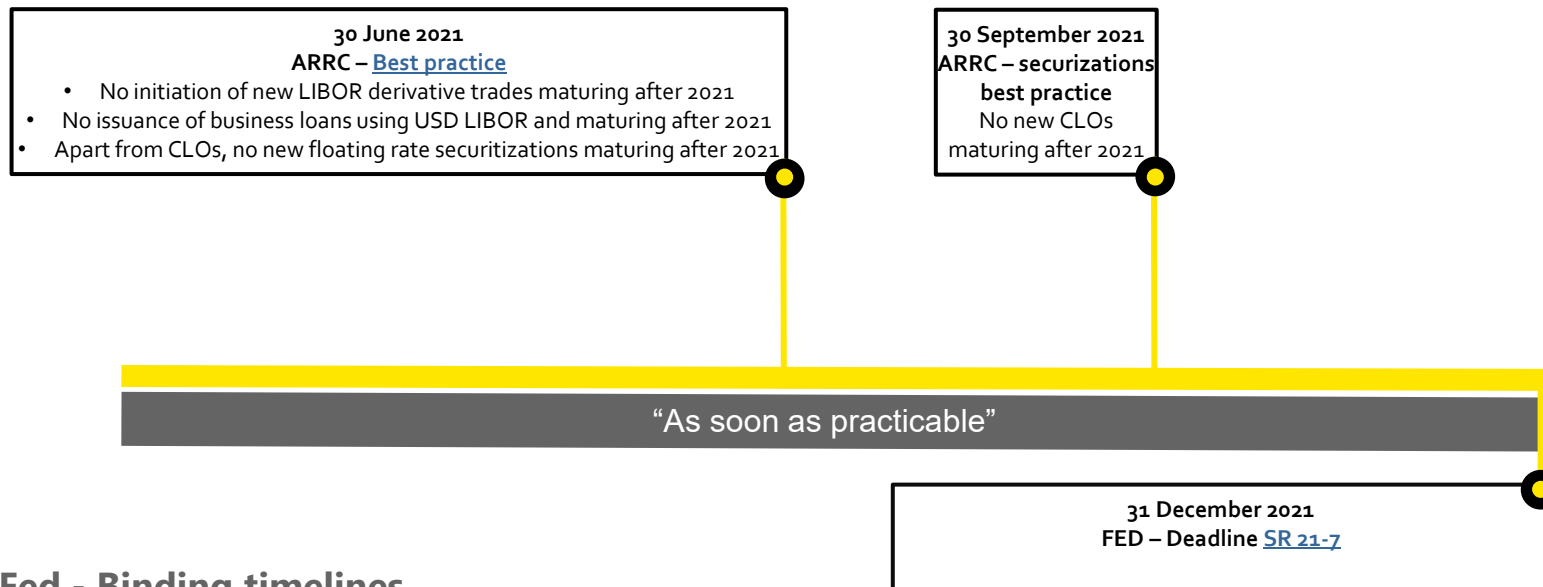 30 June 2021
ARRC – Best practice
• No initiation of new LIBOR derivative trades maturing after 2021
• No issuance of business loans using USD LIBOR and maturing after 2021
• Apart from CLOs, no new floating rate securitizations maturing after 2021
30 September 2021
ARRC – securizations
best practice
No new CLOs
maturing after 2021
“As soon as practicable”
31 December 2021
FED – Deadline SR 21-7
Fed - Binding timelines